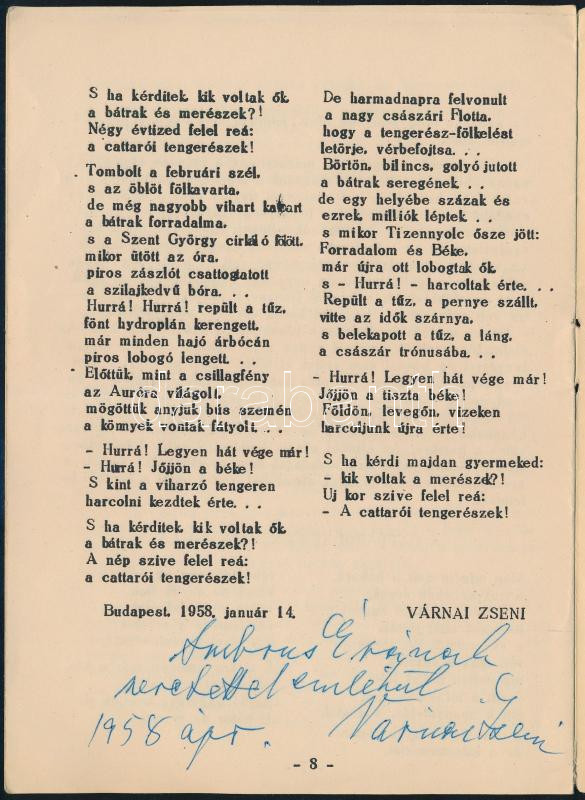 S ha kérditek, kik voltak ők,
a bátrak és merészek?!
Négy évtized felel reá:
a cattarói tengerészek!
Tombolt a februári szél,
s az öblöt fölkavarta,
de még nagyobb vihart kavart
a bátrak forradalma,
s a Szent György cirkáló fölött,
mikor ütött az óra,
piros zászlót csattogtatott
a szilajkedvű bóra. . .
Hurrá! Hurrá! repült a tűz,
fönt hydroplán kerengett,
már minden hajó árbócán
piros lobogó lengett. . .
Előttük, mint a csillagfény
az Auróra világolt,
mögöttük anyjuk bús szemén
a könnyek vontak fátyolt. . .
- Hurrá! Legyen hát vége már!
- Hurrá! Jőjjön a béke!
S kint a viharzó tengeren
harcolni kezdtek érte. . .
S ha kérditek, kik voltak ők,
a bátrak és merészek?!
A nép szive felel reá:
a cattarói tengerészek!
De harmadnapra felvonult
a nagy császári Flotta,
hogy a tengerész-fölkelést
letörje, vérbefojtsa. . .
Börtön, bilincs, golyó jutott
a bátrak seregének. . .
de egy helyébe százak és
ezrek, milliók léptek. . .
s mikor Tizennyolc ősze jött:
Forradalom és Béke,
már újra ott lobogtak ők,
s - Hurrá! - harcoltak érte. . .
Repült a tűz, a pernye szállt,
vitte az idők szárnya,
s belekapott a tűz, a láng,
a császár trónusába. . .
- Hurrá! Legyen hát vége már!
Jőjjön a tiszta béke!
Földön, levegőn, vizeken
harcoljunk újra érte!
S ha kérdi majdan gyermeked:
- kik voltak a merészek?!
Uj kor szive felel reá:
- A cattarói tengerészek!
Budapest, 1958. január 14.
VÁRNAI ZSENI
Ambrus Évának
szeretettel emlékül
1958 ápr.
Várnai Zseni
- 8 -
darabanth